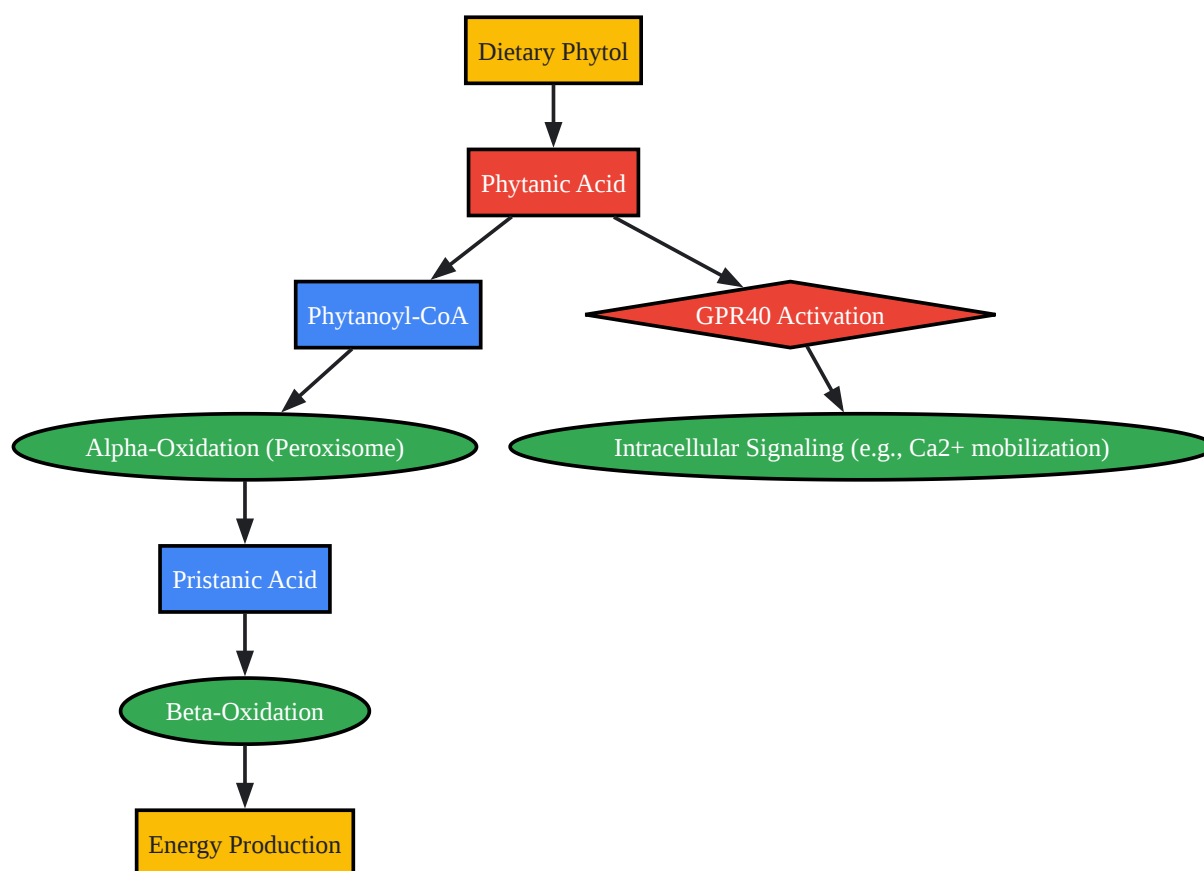 Dietary Phytol
Phytanic Acid
Phytanoyl-CoA
GPR40 Activation
Alpha-Oxidation (Peroxisome)
Intracellular Signaling (e.g., Ca2+ mobilization)
Pristanic Acid
Beta-Oxidation
Energy Production